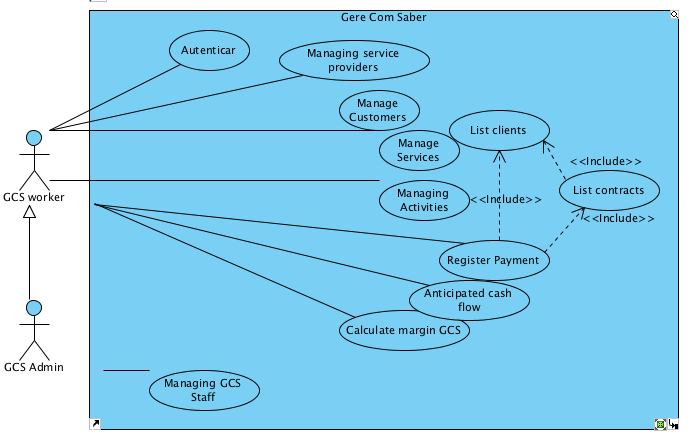 Gere Com Saber
Autenticar
Managing service
providers
Manage
Customers
List clients
Manage
Services
<<Include>>
List contracts
GCS worker
Managing
Activities
<<Include>>
<<Include>>
Register Payment
Anticipated cash
flow
Calculate margin GCS
GCS Admin
Managing GCS
Staff